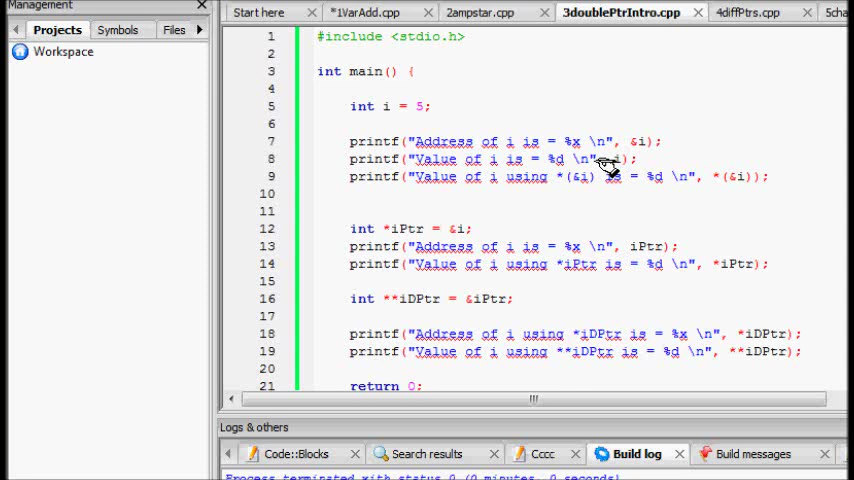 Management
Projects Symbols Files
Workspace
Start here *1VarAdd.cpp 2ampstar.cpp 3doublePtrIntro.cpp 4diffPtrs.cpp 5cha
1 #include <stdio.h>
2
3 int main() {
4
5 int i = 5;
6
7 printf("Address of i is = %x \n", &i);
8 printf("Value of i is = %d \n", i);
9 printf("Value of i using *(&i) is = %d \n", *(&i));
10
11
12 int *iPtr = &i;
13 printf("Address of i is = %x \n", iPtr);
14 printf("Value of i using *iPtr is = %d \n", *iPtr);
15
16 int **iDPtr = &iPtr;
17
18 printf("Address of i using *iDPtr is = %x \n", *iDPtr);
19 printf("Value of i using **iDPtr is = %d \n", **iDPtr);
20
21 return 0;
Logs & others
Code::Blocks Search results Cccc Build log Build messages
Process terminated with status 0 (0 minutes, 0 seconds)